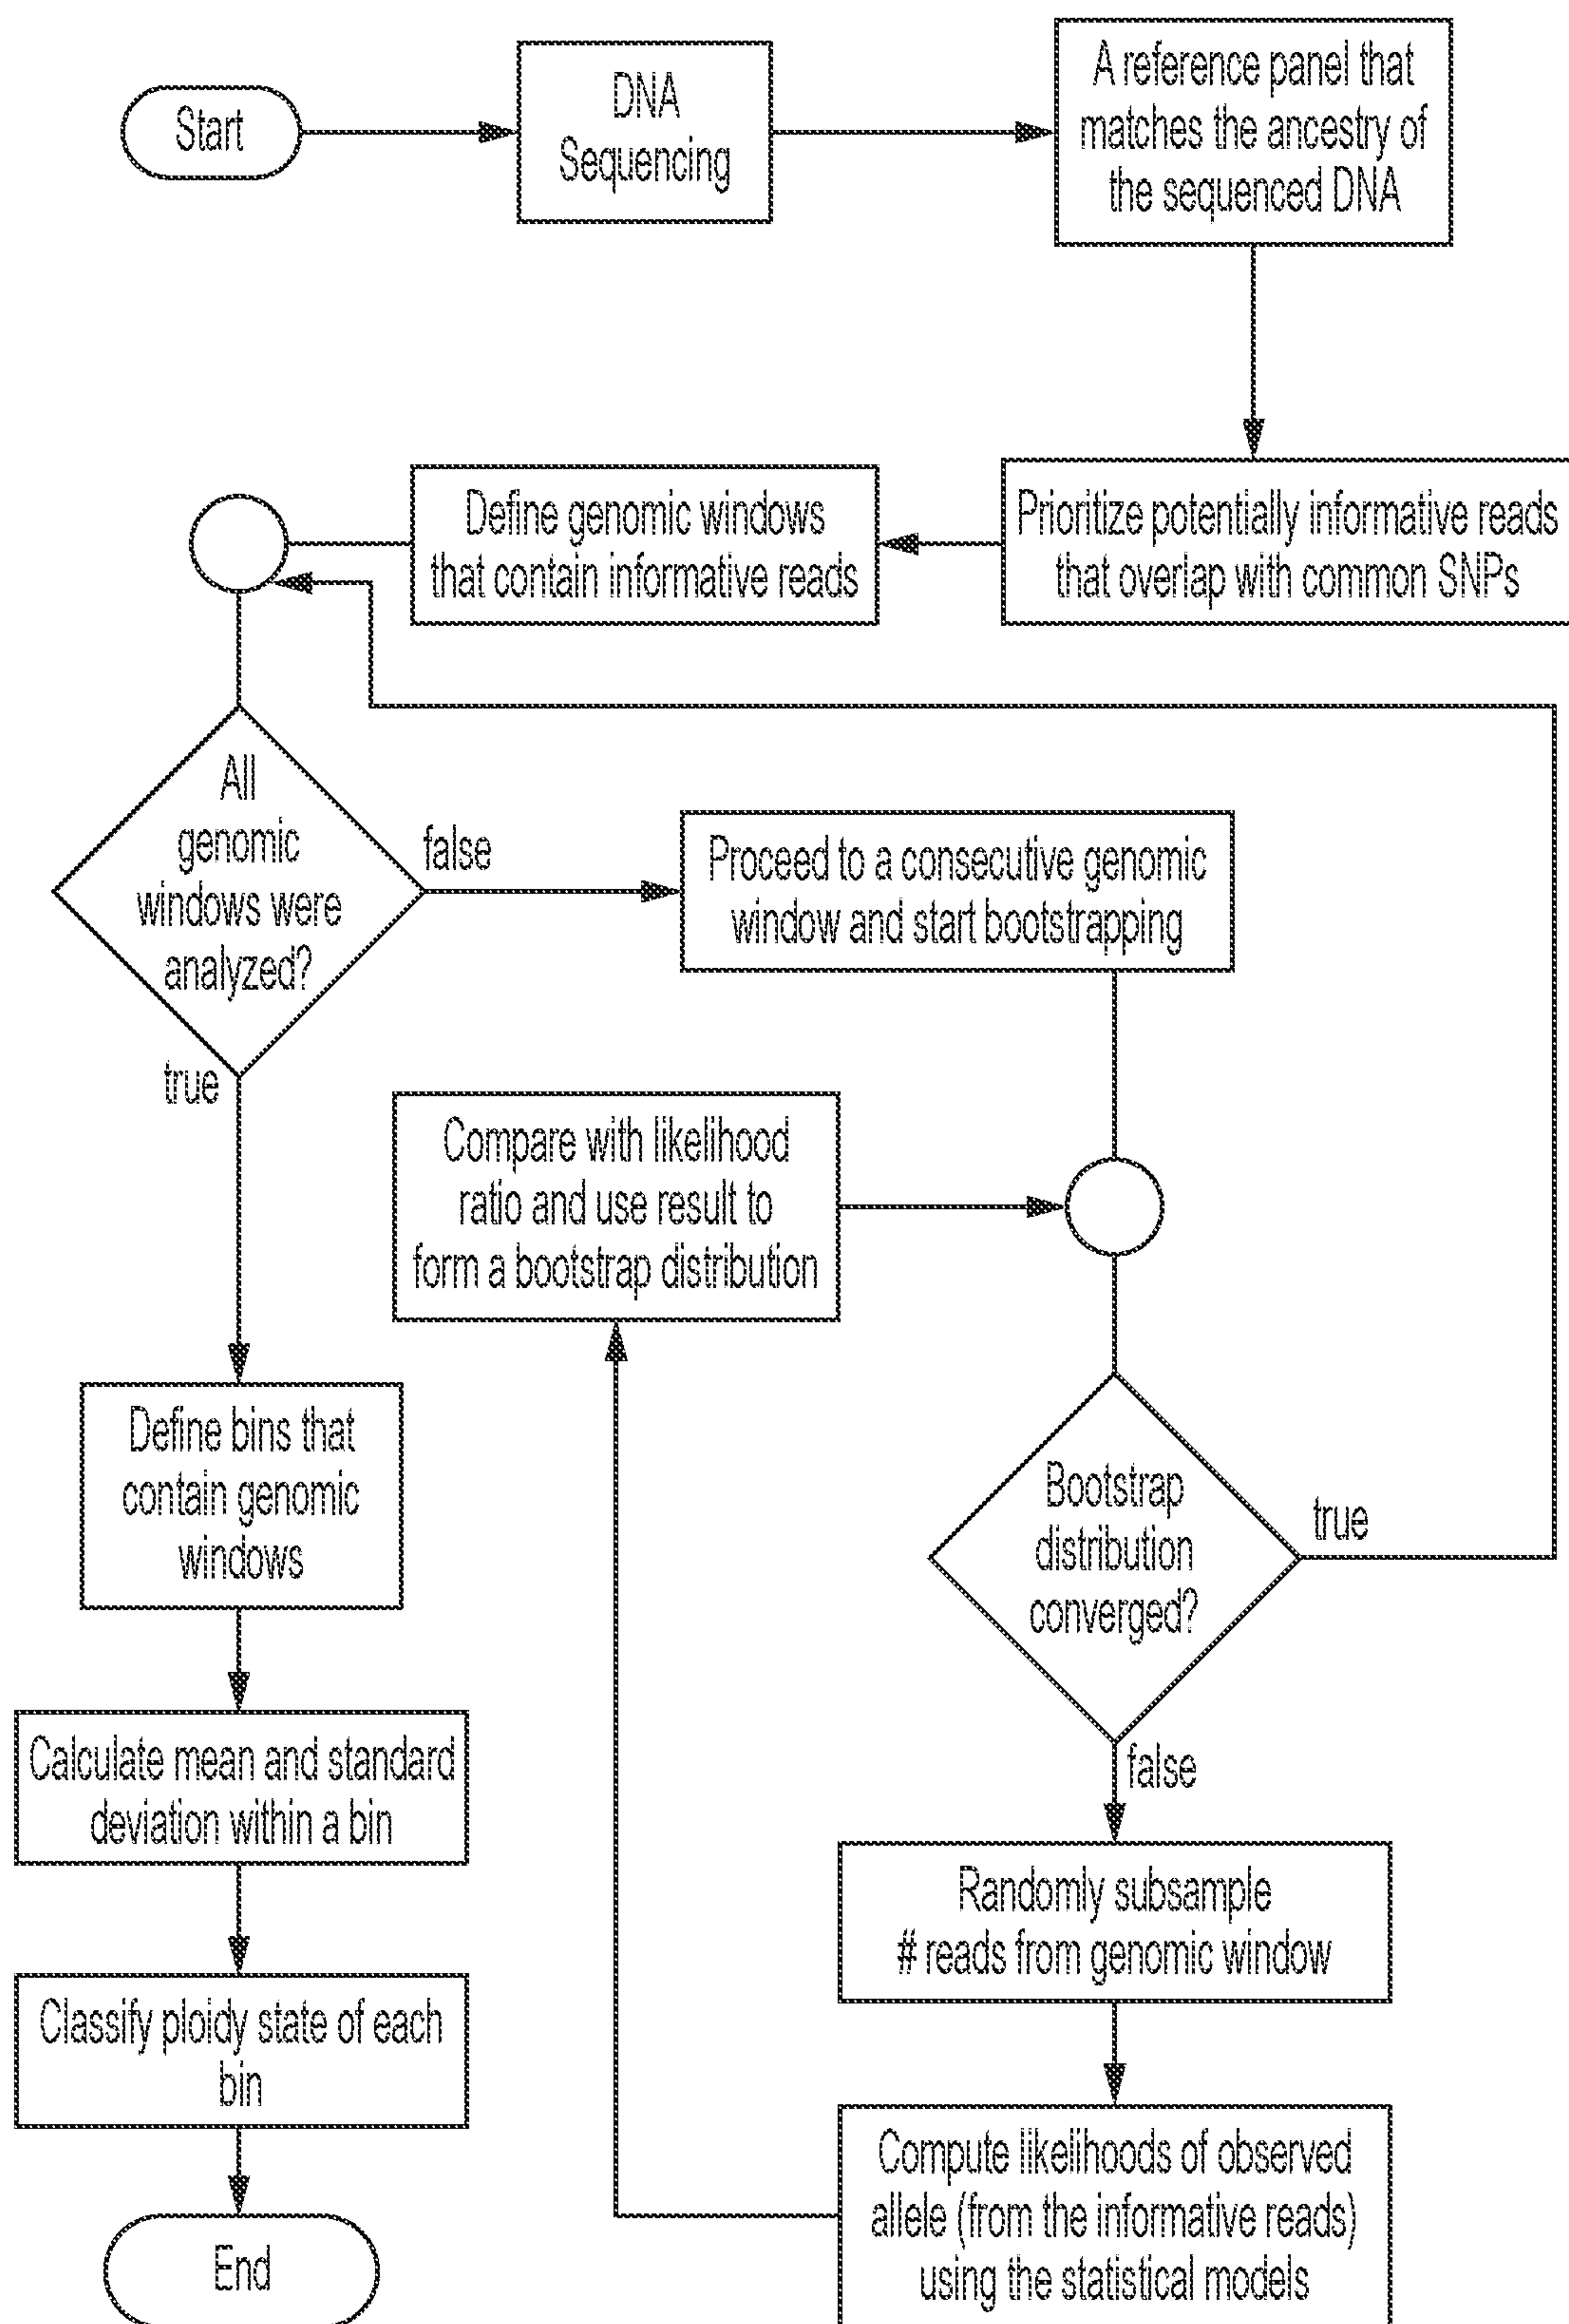 Start
DNA
Sequencing
A reference panel that
matches the ancestry of
the sequenced DNA
Prioritize potentially informative reads
that overlap with common SNPs
Define genomic windows
that contain informative reads
All
genomic
windows were
analyzed?
false
true
Proceed to a consecutive genomic
window and start bootstrapping
Compare with likelihood
ratio and use result to
form a bootstrap distribution
Bootstrap
distribution
converged?
true
false
Randomly subsample
# reads from genomic window
Compute likelihoods of observed
allele (from the informative reads)
using the statistical models
Define bins that
contain genomic
windows
Calculate mean and standard
deviation within a bin
Classify ploidy state of each
bin
End